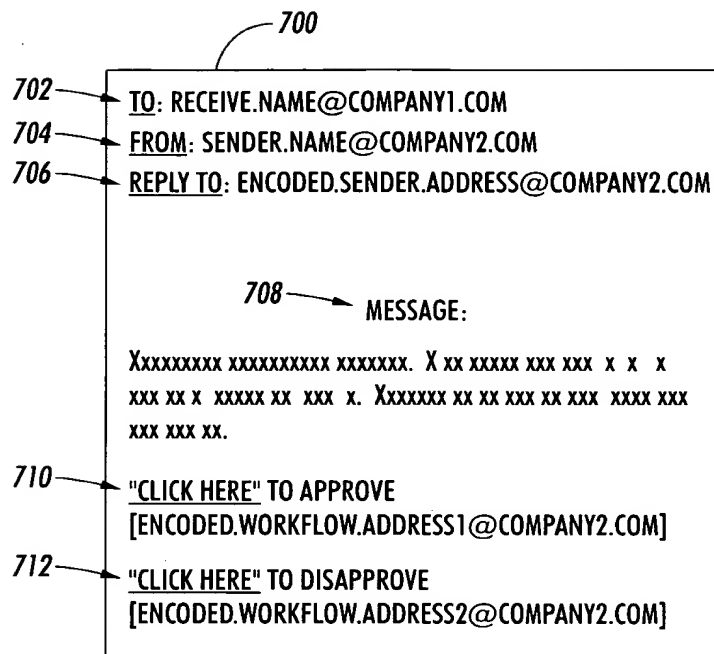 700
702 TO: RECEIVE.NAME@COMPANY1.COM
704 FROM: SENDER.NAME@COMPANY2.COM
706 REPLY TO: ENCODED.SENDER.ADDRESS@COMPANY2.COM
708 MESSAGE:
Xxxxxxxxx xxxxxxxxxx xxxxxxx. X xx xxxxx xxx xxx x x x
xxx xx x xxxxx xx xxx x. Xxxxxxx xx xx xxx xx xxx xxxx xxx
xxx xxx xx.
710 "CLICK HERE" TO APPROVE
[ENCODED.WORKFLOW.ADDRESS1@COMPANY2.COM]
712 "CLICK HERE" TO DISAPPROVE
[ENCODED.WORKFLOW.ADDRESS2@COMPANY2.COM]